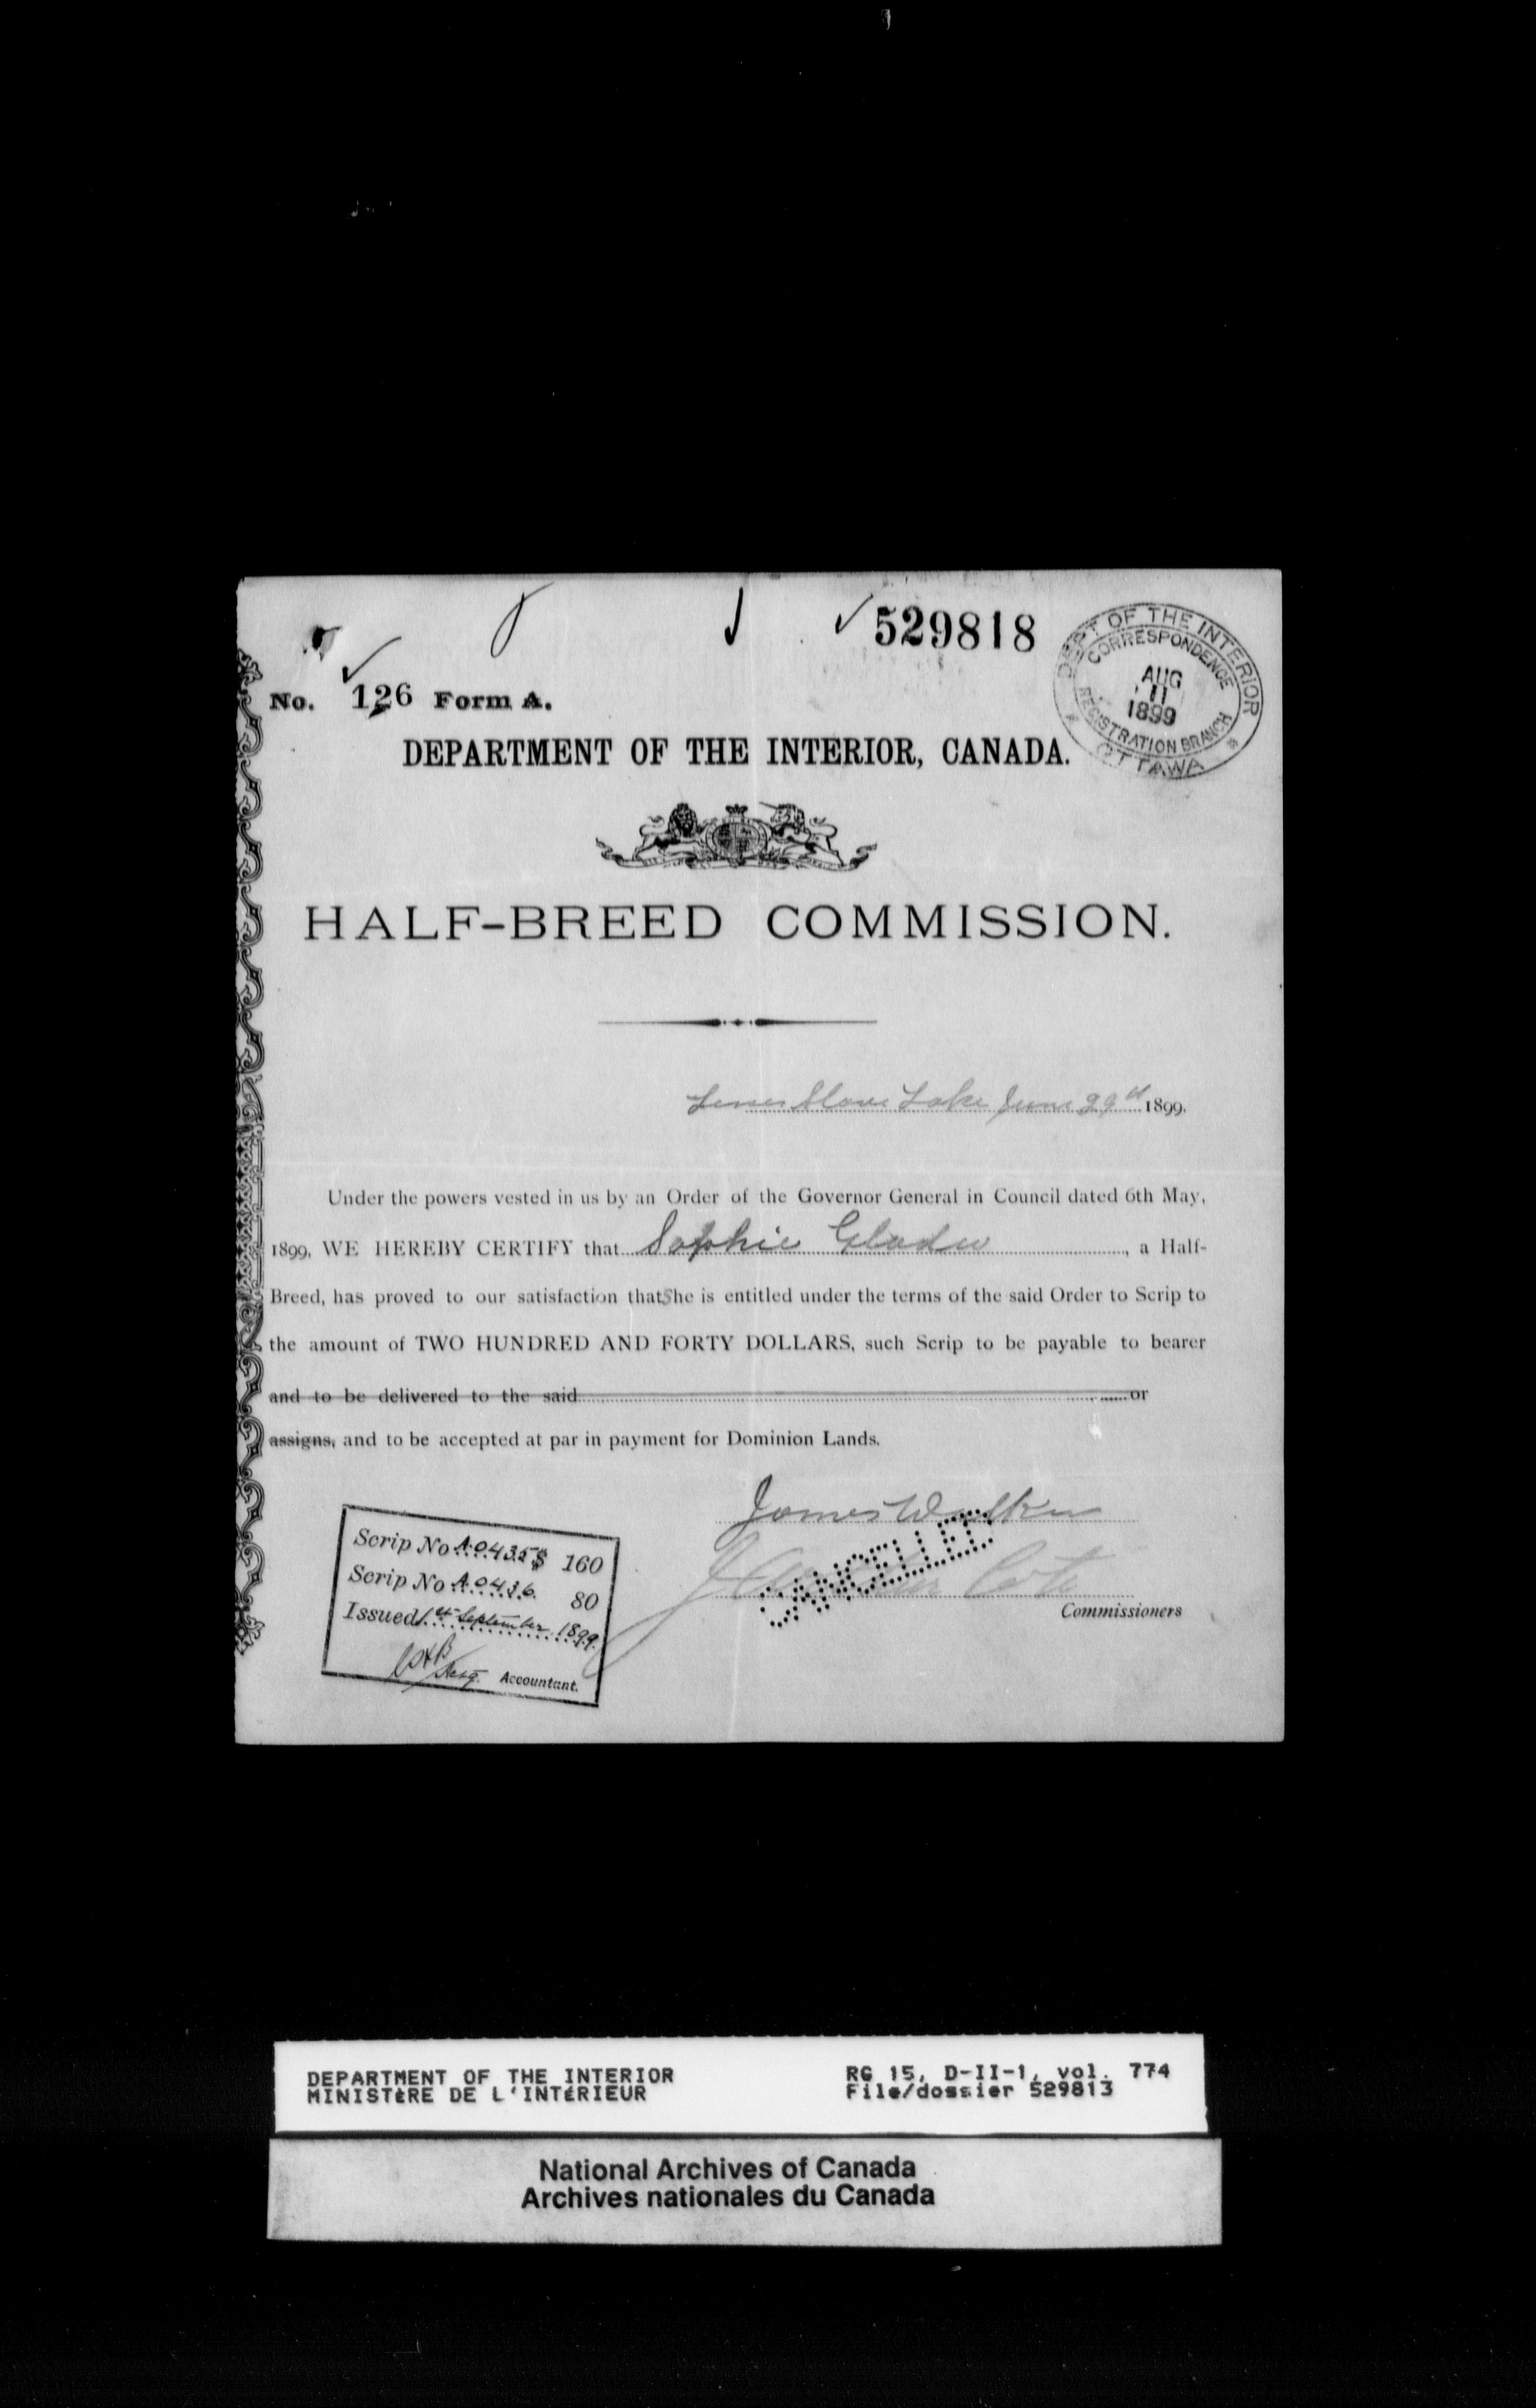 529818
DEPT OF THE INTERIOR
CORRESPONDENCE
AUG
11
1899
REGISTRATION BRANCH
OTTAWA
No. 126 Form A.
DEPARTMENT OF THE INTERIOR, CANADA.
HALF-BREED COMMISSION.
Lesser Slave Lake June 29th 1899.
Under the powers vested in us by an Order of the Governor General in Council dated 6th May,
1899, WE HEREBY CERTIFY that Sophie Gladu, a Half-
Breed, has proved to our satisfaction that She is entitled under the terms of the said Order to Scrip to
the amount of TWO HUNDRED AND FORTY DOLLARS, such Scrip to be payable to bearer
and to be delivered to the said or
assigns, and to be accepted at par in payment for Dominion Lands.
James Walker
J. Cote
CANCELLED
Commissioners
Scrip No A.0435 $ 160
Scrip No A.0436. 80
Issued 1st September 1899.
Accountant.
DEPARTMENT OF THE INTERIOR RG 15, D-II-1, vol. 774
MINISTÈRE DE L'INTÉRIEUR File/dossier 529813
National Archives of Canada
Archives nationales du Canada